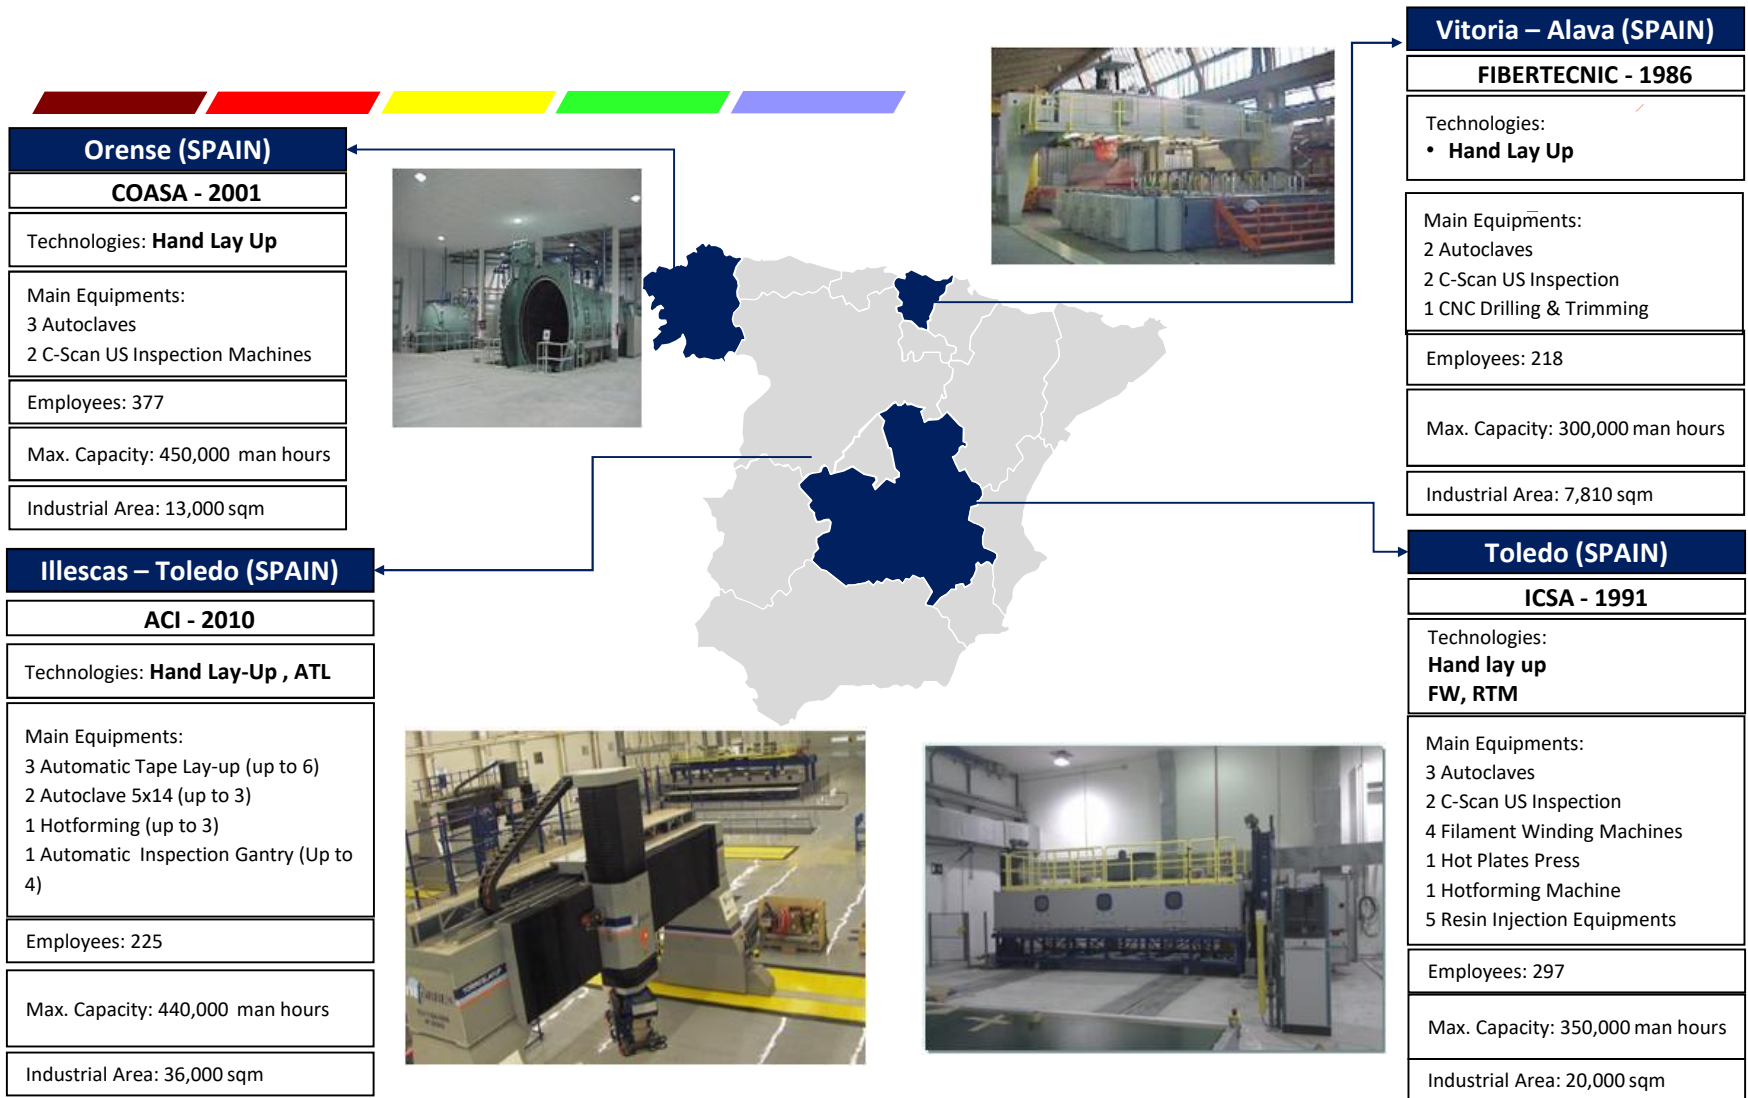 Orense (SPAIN)
COASA - 2001
Technologies: Hand Lay Up
Main Equipments:
3 Autoclaves
2 C-Scan US Inspection Machines
Employees: 377
Max. Capacity: 450,000 man hours
Industrial Area: 13,000 sqm
Illescas – Toledo (SPAIN)
ACI - 2010
Technologies: Hand Lay-Up , ATL
Main Equipments:
3 Automatic Tape Lay-up (up to 6)
2 Autoclave 5x14 (up to 3)
1 Hotforming (up to 3)
1 Automatic Inspection Gantry (Up to
4)
Employees: 225
Max. Capacity: 440,000 man hours
Industrial Area: 36,000 sqm
Vitoria – Alava (SPAIN)
FIBERTECNIC - 1986
Technologies:
• Hand Lay Up
Main Equipments:
2 Autoclaves
2 C-Scan US Inspection
1 CNC Drilling & Trimming
Employees: 218
Max. Capacity: 300,000 man hours
Industrial Area: 7,810 sqm
Toledo (SPAIN)
ICSA - 1991
Technologies:
Hand lay up
FW, RTM
Main Equipments:
3 Autoclaves
2 C-Scan US Inspection
4 Filament Winding Machines
1 Hot Plates Press
1 Hotforming Machine
5 Resin Injection Equipments
Employees: 297
Max. Capacity: 350,000 man hours
Industrial Area: 20,000 sqm